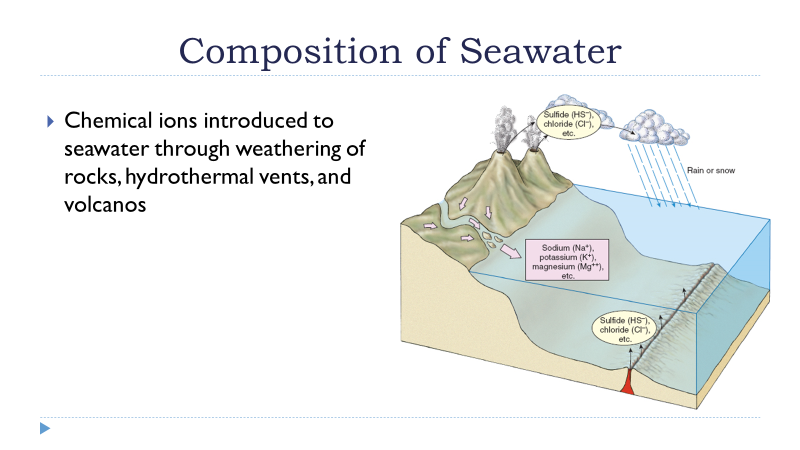 Composition of Seawater
Chemical ions introduced to
seawater through weathering of
rocks, hydrothermal vents, and
volcanos
Sulfide (HS⁻),
chloride (Cl⁻),
etc.
Rain or snow
Sodium (Na⁺),
potassium (K⁺),
magnesium (Mg⁺⁺),
etc.
Sulfide (HS⁻),
chloride (Cl⁻),
etc.